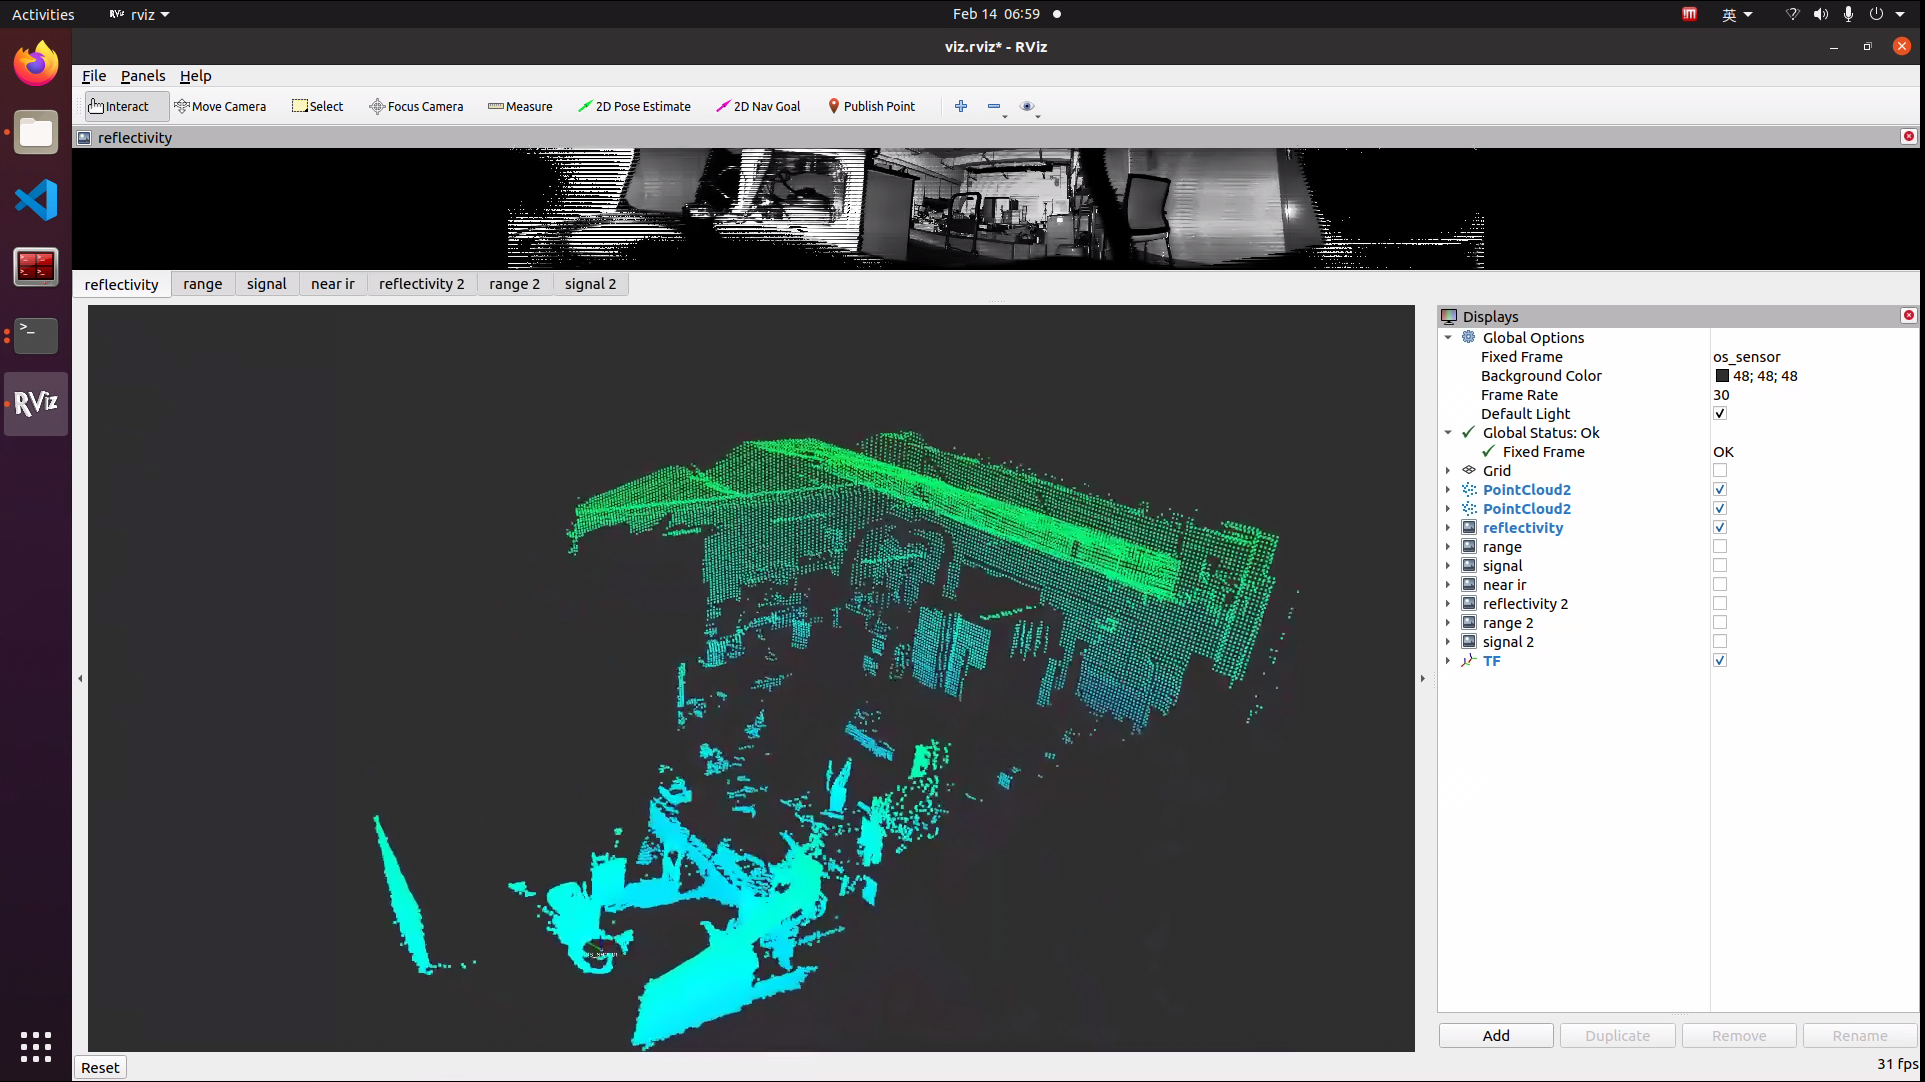 Activities
rviz
Feb 14 06:59
英
viz.rviz* - RViz
File Panels Help
Interact Move Camera Select Focus Camera Measure 2D Pose Estimate 2D Nav Goal Publish Point
reflectivity
reflectivity range signal near ir reflectivity 2 range 2 signal 2
RViz
Displays
Global Options
Fixed Frame os_sensor
Background Color 48; 48; 48
Frame Rate 30
Default Light
Global Status: Ok
Fixed Frame OK
Grid
PointCloud2
PointCloud2
reflectivity
range
signal
near ir
reflectivity 2
range 2
signal 2
TF
os_sensor
Add Duplicate Remove Rename
Reset
31 fps